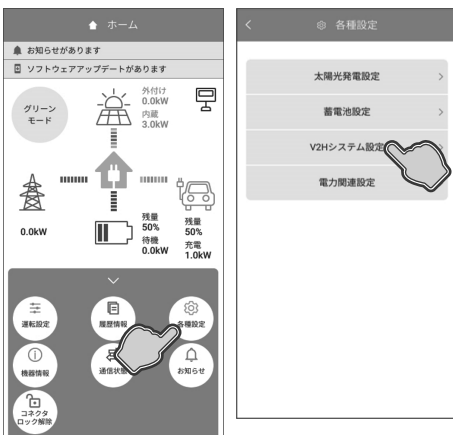 ホーム
お知らせがあります
ソフトウェアアップデートがあります
グリーン
モード
外付け
0.0kW
内蔵
3.0kW
0.0kW
残量
50%
待機
0.0kW
残量
50%
充電
1.0kW
運転設定
履歴情報
各種設定
機器情報
通信状態
お知らせ
コネクタ
ロック解除
各種設定
太陽光発電設定
蓄電池設定
V2Hシステム設定
電力関連設定